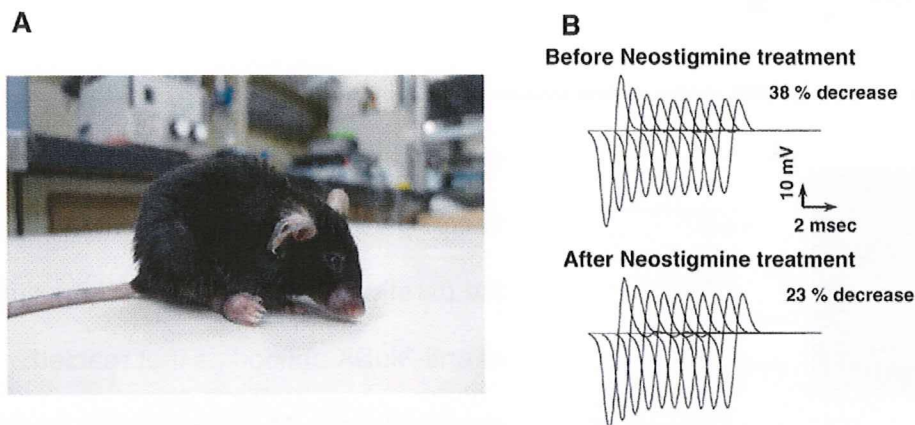 A
B
Before Neostigmine treatment
38 % decrease
10 mV
2 msec
After Neostigmine treatment
23 % decrease